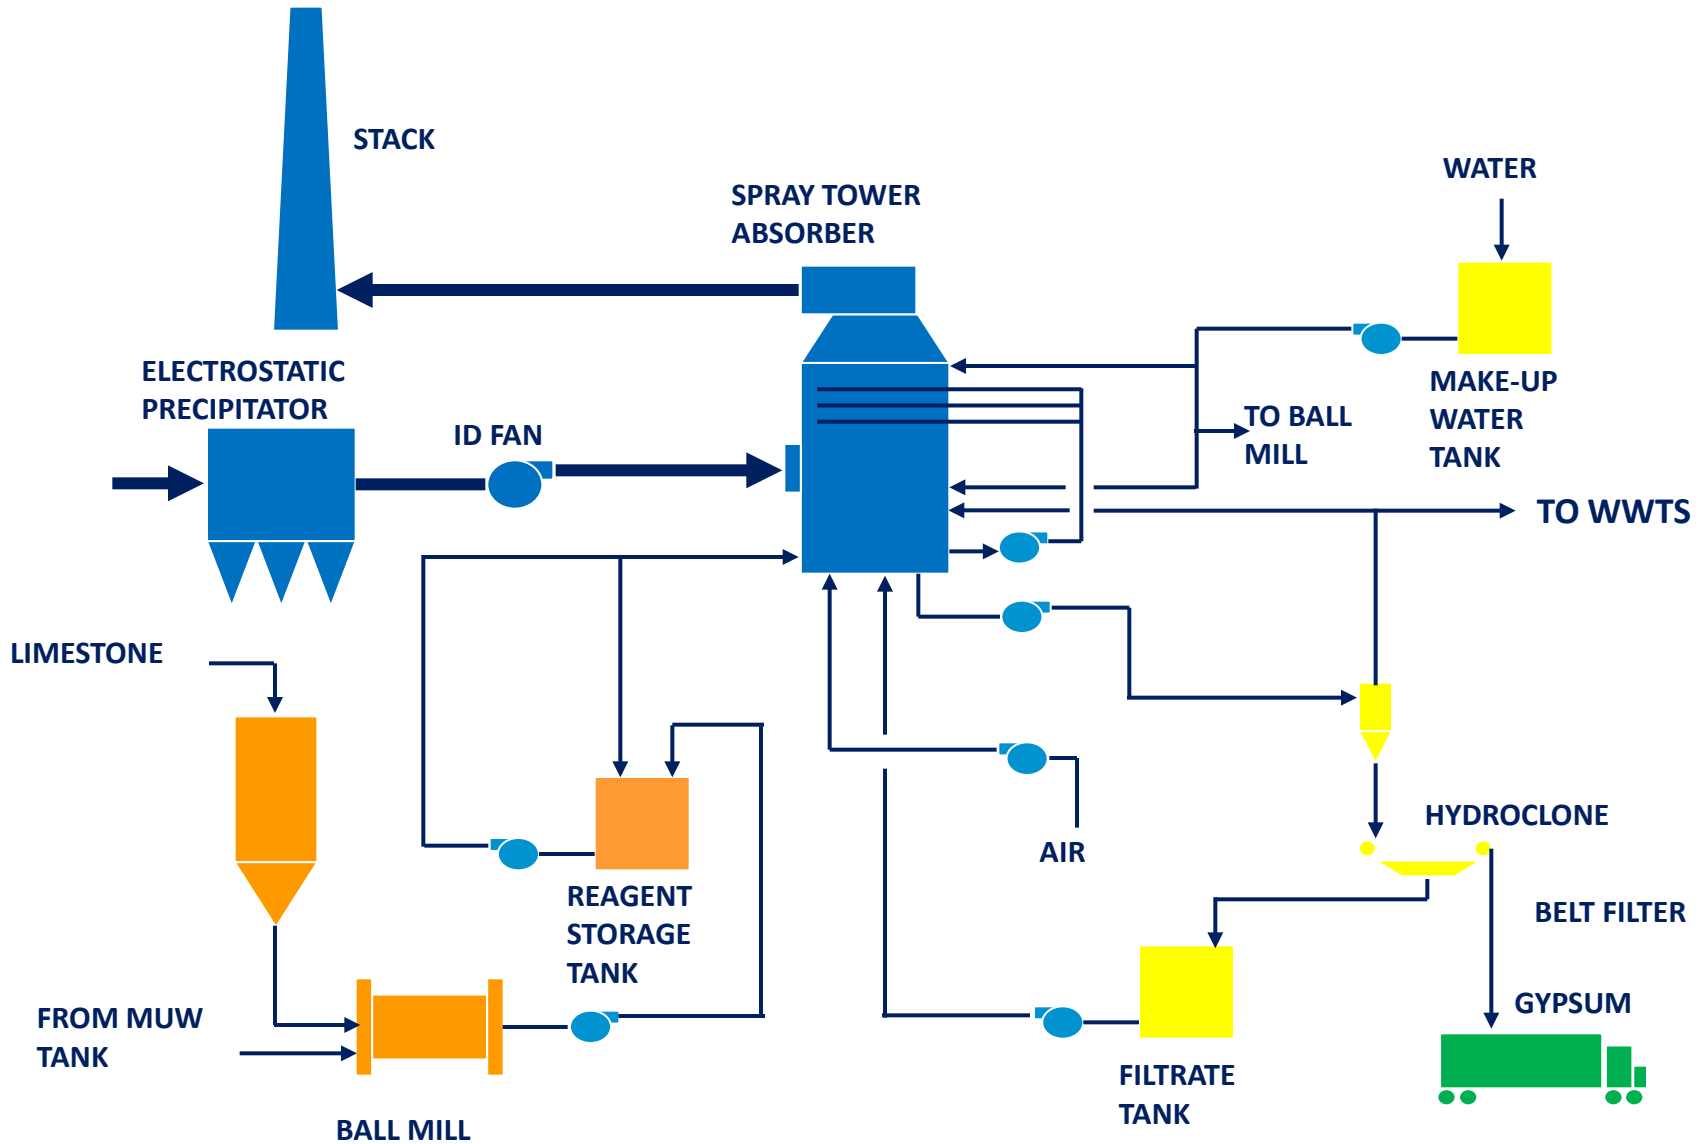 STACK
SPRAY TOWER
ABSORBER
WATER
ELECTROSTATIC
PRECIPITATOR
ID FAN
MAKE-UP
WATER
TANK
TO BALL
MILL
TO WWTS
LIMESTONE
HYDROCLONE
AIR
REAGENT
STORAGE
TANK
BELT FILTER
FROM MUW
TANK
GYPSUM
FILTRATE
TANK
BALL MILL